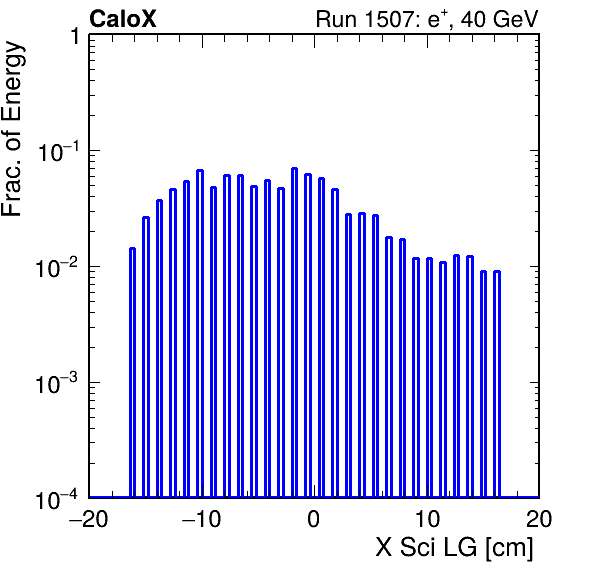 CaloX Run 1507: e⁺, 40 GeV
Frac. of Energy
1
10⁻¹
10⁻²
10⁻³
10⁻⁴
−20 −10 0 10 20
X Sci LG [cm]